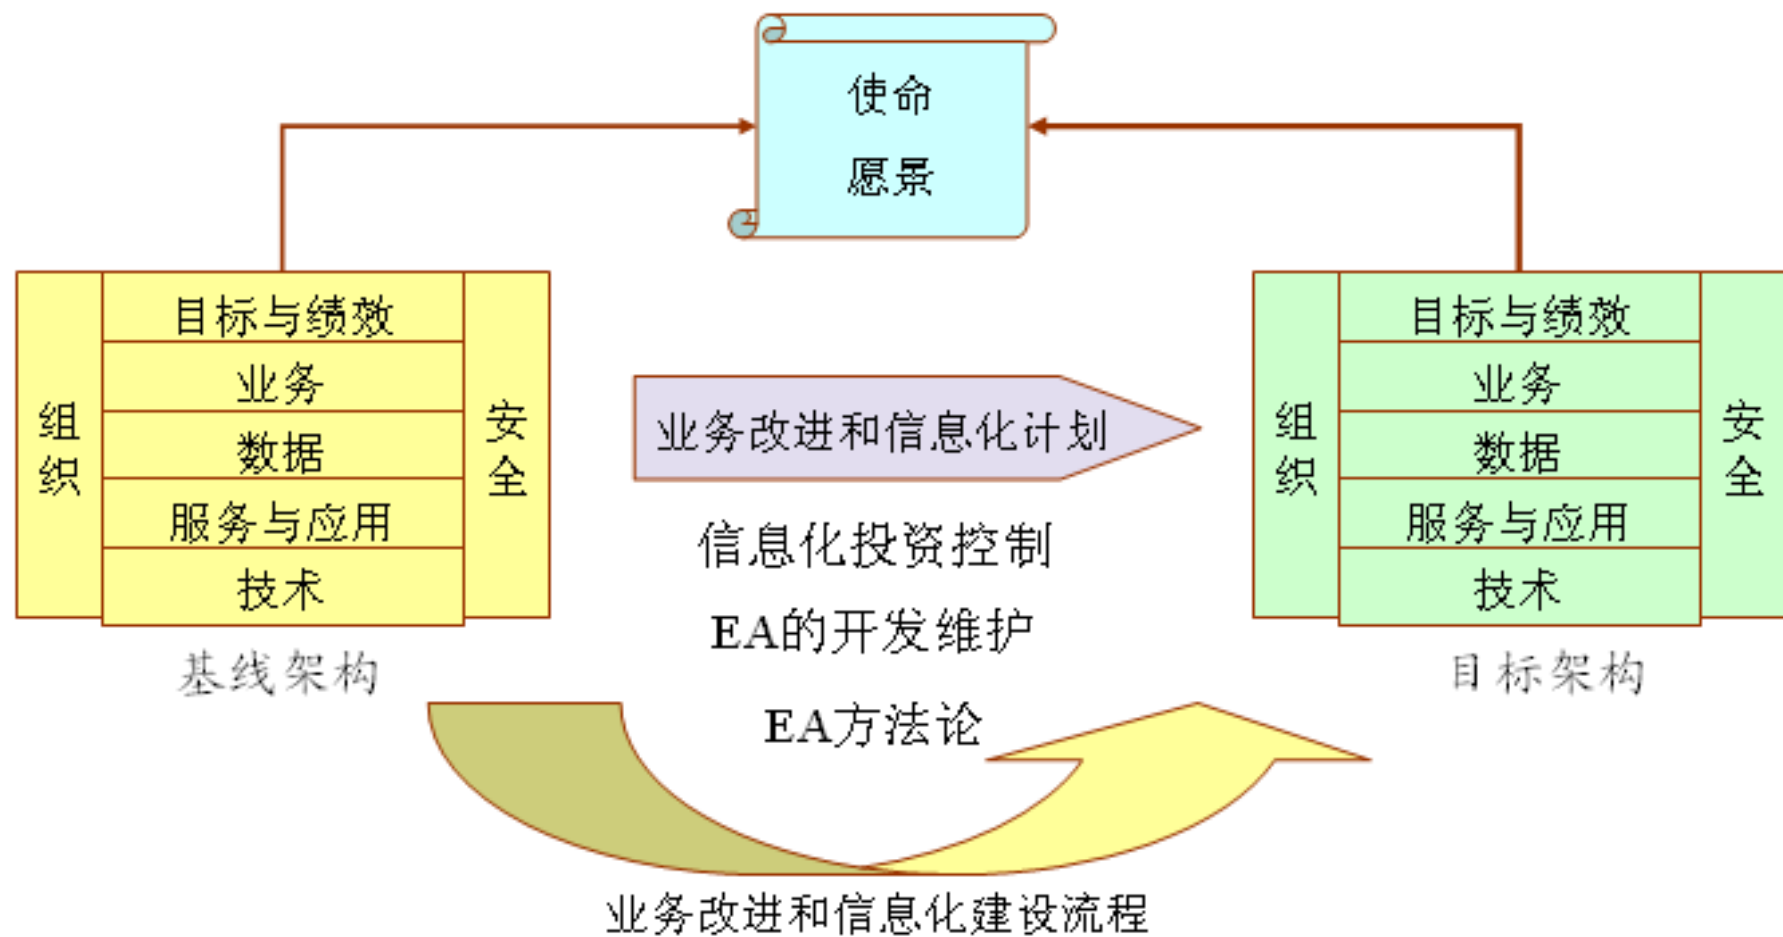 使命
愿景
组织
目标与绩效
业务
数据
服务与应用
技术
安全
基线架构
业务改进和信息化计划
信息化投资控制
EA的开发维护
EA方法论
组织
目标与绩效
业务
数据
服务与应用
技术
安全
目标架构
业务改进和信息化建设流程